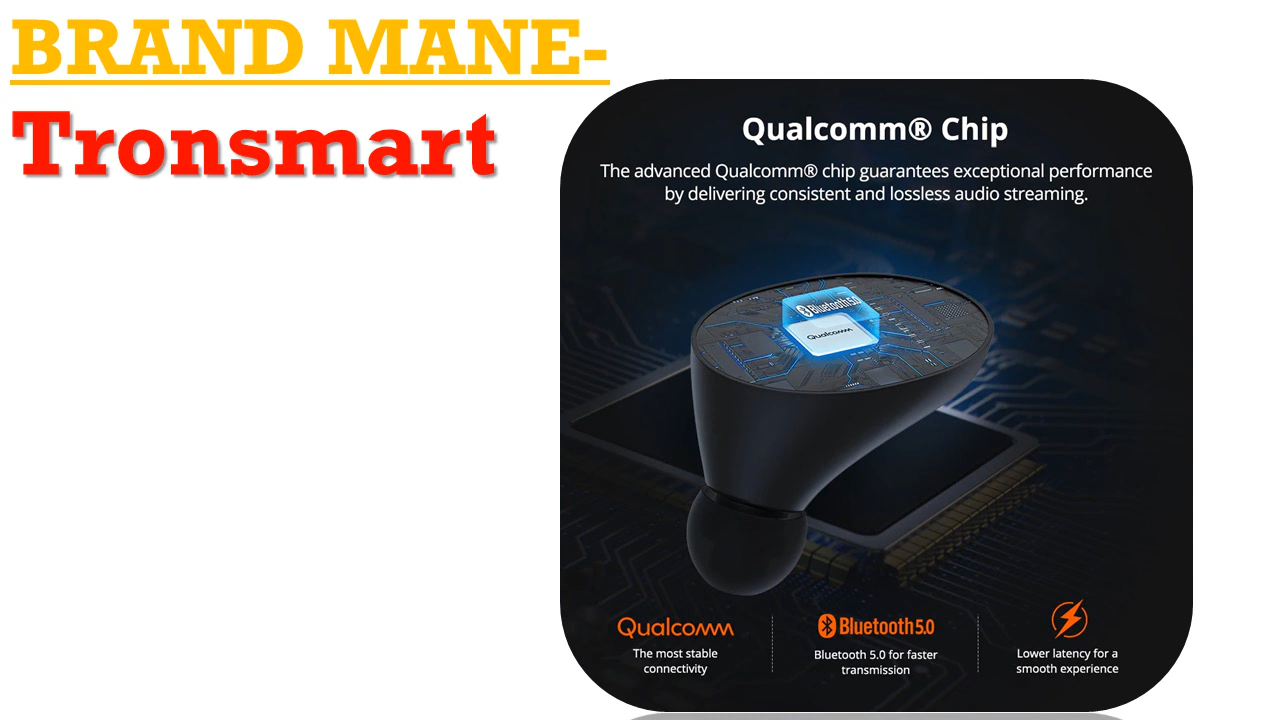 BRAND MANE-
Tronsmart
Qualcomm® Chip
The advanced Qualcomm® chip guarantees exceptional performance
by delivering consistent and lossless audio streaming.
Bluetooth5.0
Qualcomm
Qualcomm
The most stable
connectivity
Bluetooth5.0
Bluetooth 5.0 for faster
transmission
Lower latency for a
smooth experience